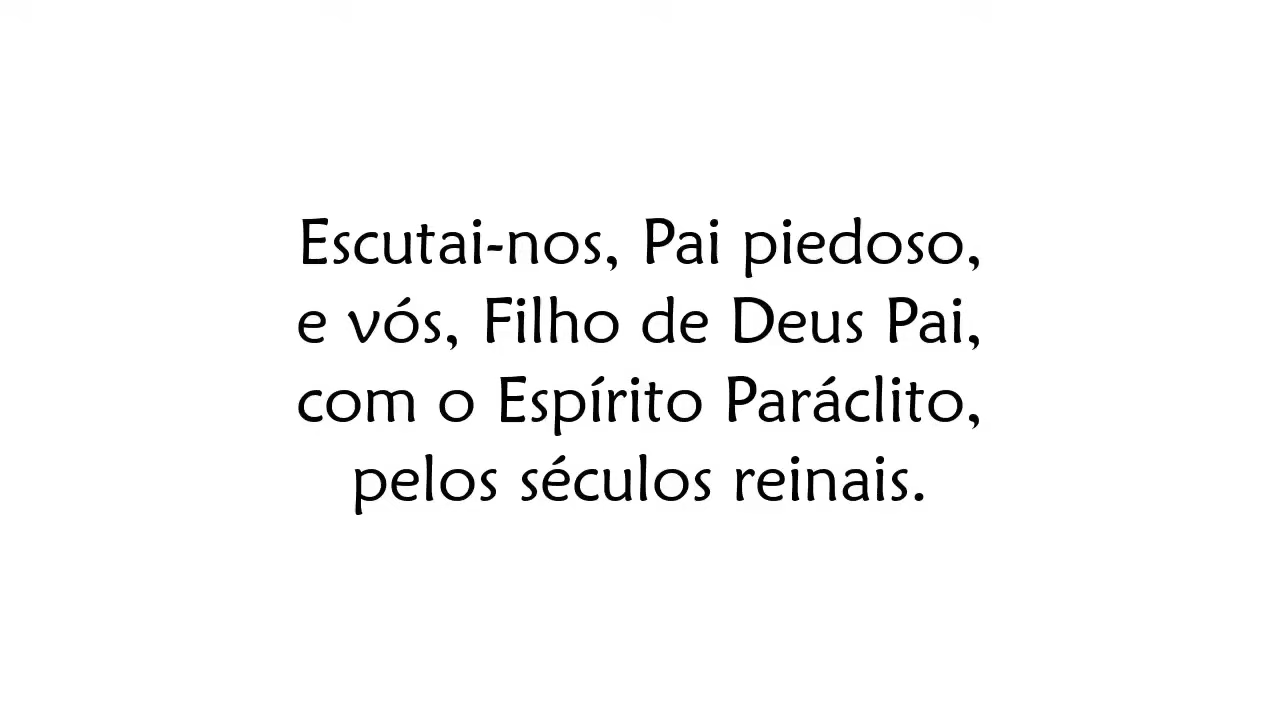 Escutai-nos, Pai piedoso,
e vós, Filho de Deus Pai,
com o Espírito Paráclito,
pelos séculos reinais.